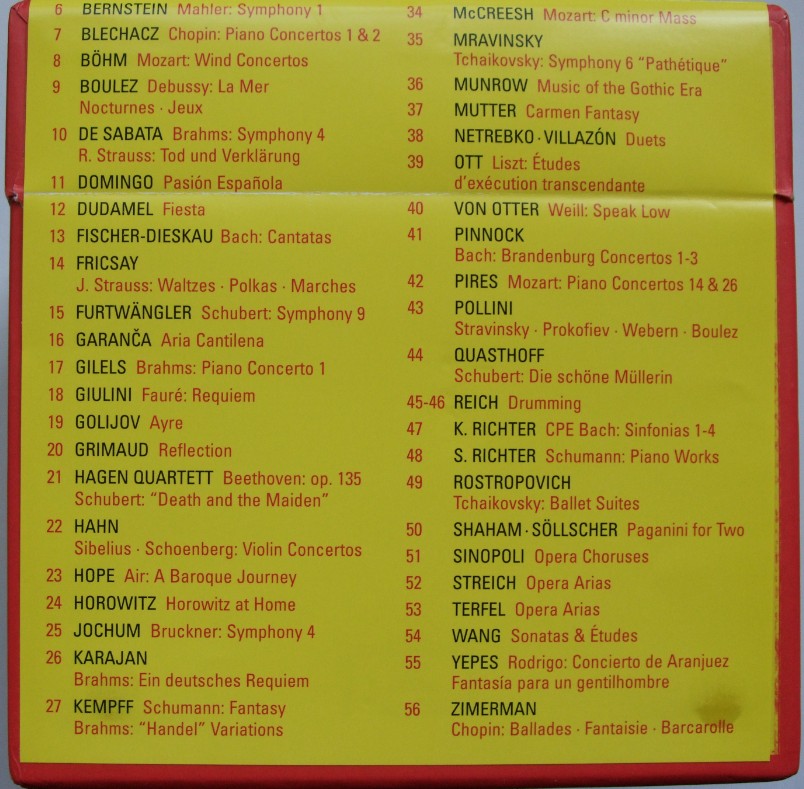 6 BERNSTEIN Mahler: Symphony 1
7 BLECHACZ Chopin: Piano Concertos 1 & 2
8 BÖHM Mozart: Wind Concertos
9 BOULEZ Debussy: La Mer
Nocturnes · Jeux
10 DE SABATA Brahms: Symphony 4
R. Strauss: Tod und Verklärung
11 DOMINGO Pasión Española
12 DUDAMEL Fiesta
13 FISCHER-DIESKAU Bach: Cantatas
14 FRICSAY
J. Strauss: Waltzes · Polkas · Marches
15 FURTWÄNGLER Schubert: Symphony 9
16 GARANČA Aria Cantilena
17 GILELS Brahms: Piano Concerto 1
18 GIULINI Fauré: Requiem
19 GOLIJOV Ayre
20 GRIMAUD Reflection
21 HAGEN QUARTETT Beethoven: op. 135
Schubert: “Death and the Maiden”
22 HAHN
Sibelius · Schoenberg: Violin Concertos
23 HOPE Air: A Baroque Journey
24 HOROWITZ Horowitz at Home
25 JOCHUM Bruckner: Symphony 4
26 KARAJAN
Brahms: Ein deutsches Requiem
27 KEMPFF Schumann: Fantasy
Brahms: “Handel” Variations
34 McCREESH Mozart: C minor Mass
35 MRAVINSKY
Tchaikovsky: Symphony 6 “Pathétique”
36 MUNROW Music of the Gothic Era
37 MUTTER Carmen Fantasy
38 NETREBKO · VILLAZÓN Duets
39 OTT Liszt: Études
d’exécution transcendante
40 VON OTTER Weill: Speak Low
41 PINNOCK
Bach: Brandenburg Concertos 1-3
42 PIRES Mozart: Piano Concertos 14 & 26
43 POLLINI
Stravinsky · Prokofiev · Webern · Boulez
44 QUASTHOFF
Schubert: Die schöne Müllerin
45-46 REICH Drumming
47 K. RICHTER CPE Bach: Sinfonias 1-4
48 S. RICHTER Schumann: Piano Works
49 ROSTROPOVICH
Tchaikovsky: Ballet Suites
50 SHAHAM · SÖLLSCHER Paganini for Two
51 SINOPOLI Opera Choruses
52 STREICH Opera Arias
53 TERFEL Opera Arias
54 WANG Sonatas & Études
55 YEPES Rodrigo: Concierto de Aranjuez
Fantasía para un gentilhombre
56 ZIMERMAN
Chopin: Ballades · Fantaisie · Barcarolle